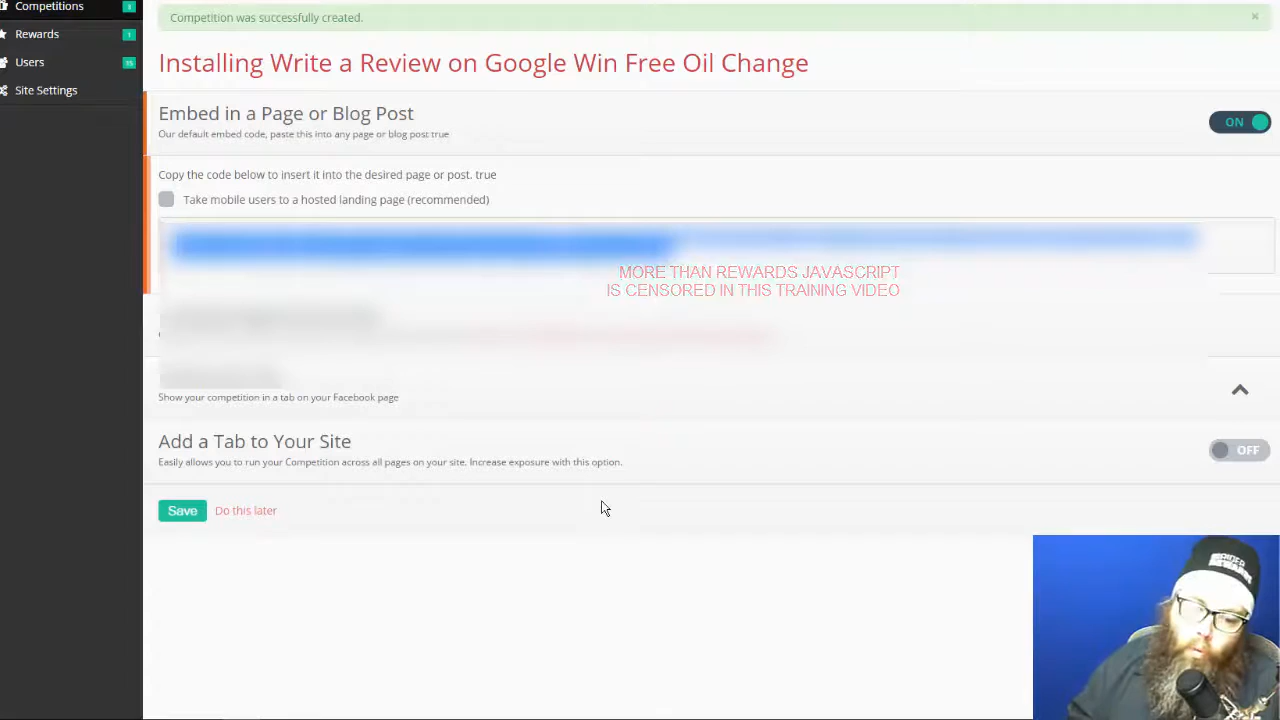 Competition was successfully created.
×
Competitions
Rewards 1
Users 15
Site Settings
Installing Write a Review on Google Win Free Oil Change
Embed in a Page or Blog Post
Our default embed code, paste this into any page or blog post true
ON
Copy the code below to insert it into the desired page or post. true
Take mobile users to a hosted landing page (recommended)
MORE THAN REWARDS JAVASCRIPT
IS CENSORED IN THIS TRAINING VIDEO
Show your competition in a tab on your Facebook page
Add a Tab to Your Site
Easily allows you to run your Competition across all pages on your site. Increase exposure with this option.
OFF
Save Do this later